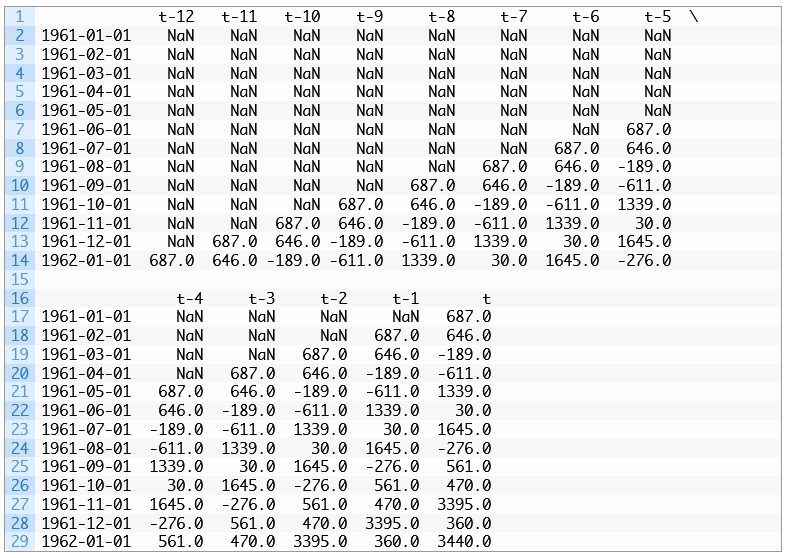 1 t-12 t-11 t-10 t-9 t-8 t-7 t-6 t-5 \
2 1961-01-01 NaN NaN NaN NaN NaN NaN NaN NaN
3 1961-02-01 NaN NaN NaN NaN NaN NaN NaN NaN
4 1961-03-01 NaN NaN NaN NaN NaN NaN NaN NaN
5 1961-04-01 NaN NaN NaN NaN NaN NaN NaN NaN
6 1961-05-01 NaN NaN NaN NaN NaN NaN NaN NaN
7 1961-06-01 NaN NaN NaN NaN NaN NaN NaN 687.0
8 1961-07-01 NaN NaN NaN NaN NaN NaN 687.0 646.0
9 1961-08-01 NaN NaN NaN NaN NaN 687.0 646.0 -189.0
10 1961-09-01 NaN NaN NaN NaN 687.0 646.0 -189.0 -611.0
11 1961-10-01 NaN NaN NaN 687.0 646.0 -189.0 -611.0 1339.0
12 1961-11-01 NaN NaN 687.0 646.0 -189.0 -611.0 1339.0 30.0
13 1961-12-01 NaN 687.0 646.0 -189.0 -611.0 1339.0 30.0 1645.0
14 1962-01-01 687.0 646.0 -189.0 -611.0 1339.0 30.0 1645.0 -276.0
15
16 t-4 t-3 t-2 t-1 t
17 1961-01-01 NaN NaN NaN NaN 687.0
18 1961-02-01 NaN NaN NaN 687.0 646.0
19 1961-03-01 NaN NaN 687.0 646.0 -189.0
20 1961-04-01 NaN 687.0 646.0 -189.0 -611.0
21 1961-05-01 687.0 646.0 -189.0 -611.0 1339.0
22 1961-06-01 646.0 -189.0 -611.0 1339.0 30.0
23 1961-07-01 -189.0 -611.0 1339.0 30.0 1645.0
24 1961-08-01 -611.0 1339.0 30.0 1645.0 -276.0
25 1961-09-01 1339.0 30.0 1645.0 -276.0 561.0
26 1961-10-01 30.0 1645.0 -276.0 561.0 470.0
27 1961-11-01 1645.0 -276.0 561.0 470.0 3395.0
28 1961-12-01 -276.0 561.0 470.0 3395.0 360.0
29 1962-01-01 561.0 470.0 3395.0 360.0 3440.0